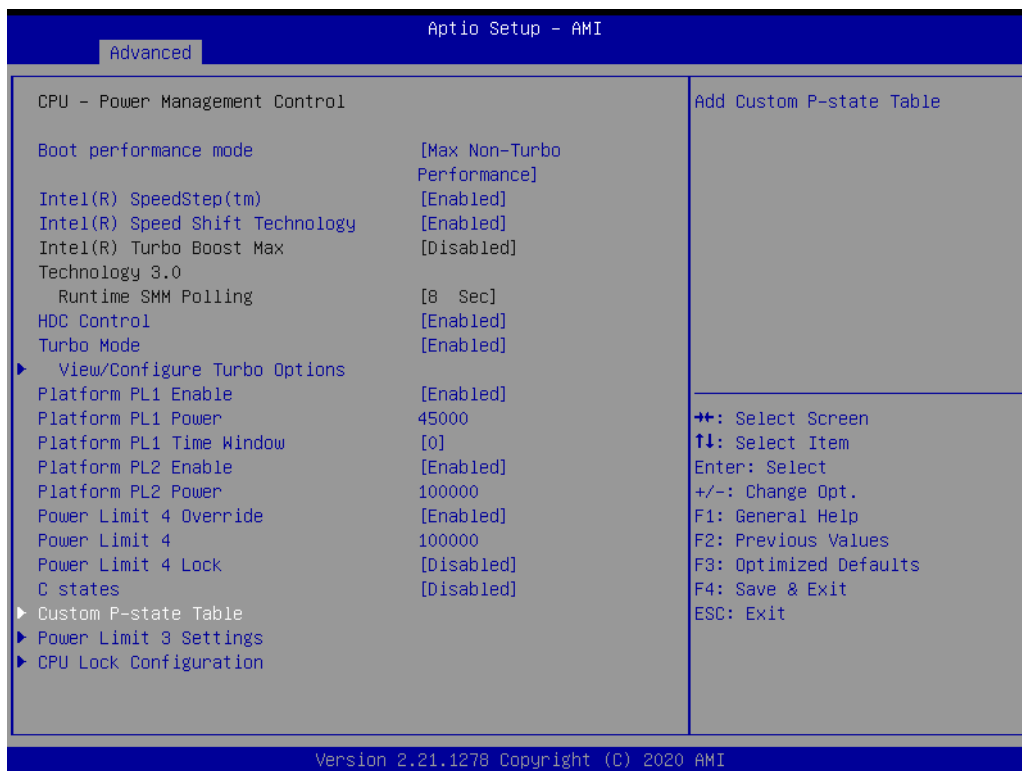 Aptio Setup – AMI
Advanced
CPU – Power Management Control
Add Custom P-state Table
Boot performance mode [Max Non-Turbo
Performance]
Intel(R) SpeedStep(tm) [Enabled]
Intel(R) Speed Shift Technology [Enabled]
Intel(R) Turbo Boost Max [Disabled]
Technology 3.0
Runtime SMM Polling [8 Sec]
HDC Control [Enabled]
Turbo Mode [Enabled]
View/Configure Turbo Options
Platform PL1 Enable [Enabled]
Platform PL1 Power 45000
Platform PL1 Time Window [0]
Platform PL2 Enable [Enabled]
Platform PL2 Power 100000
Power Limit 4 Override [Enabled]
Power Limit 4 100000
Power Limit 4 Lock [Disabled]
C states [Disabled]
Custom P-state Table
Power Limit 3 Settings
CPU Lock Configuration
→←: Select Screen
↑↓: Select Item
Enter: Select
+/-: Change Opt.
F1: General Help
F2: Previous Values
F3: Optimized Defaults
F4: Save & Exit
ESC: Exit
Version 2.21.1278 Copyright (C) 2020 AMI